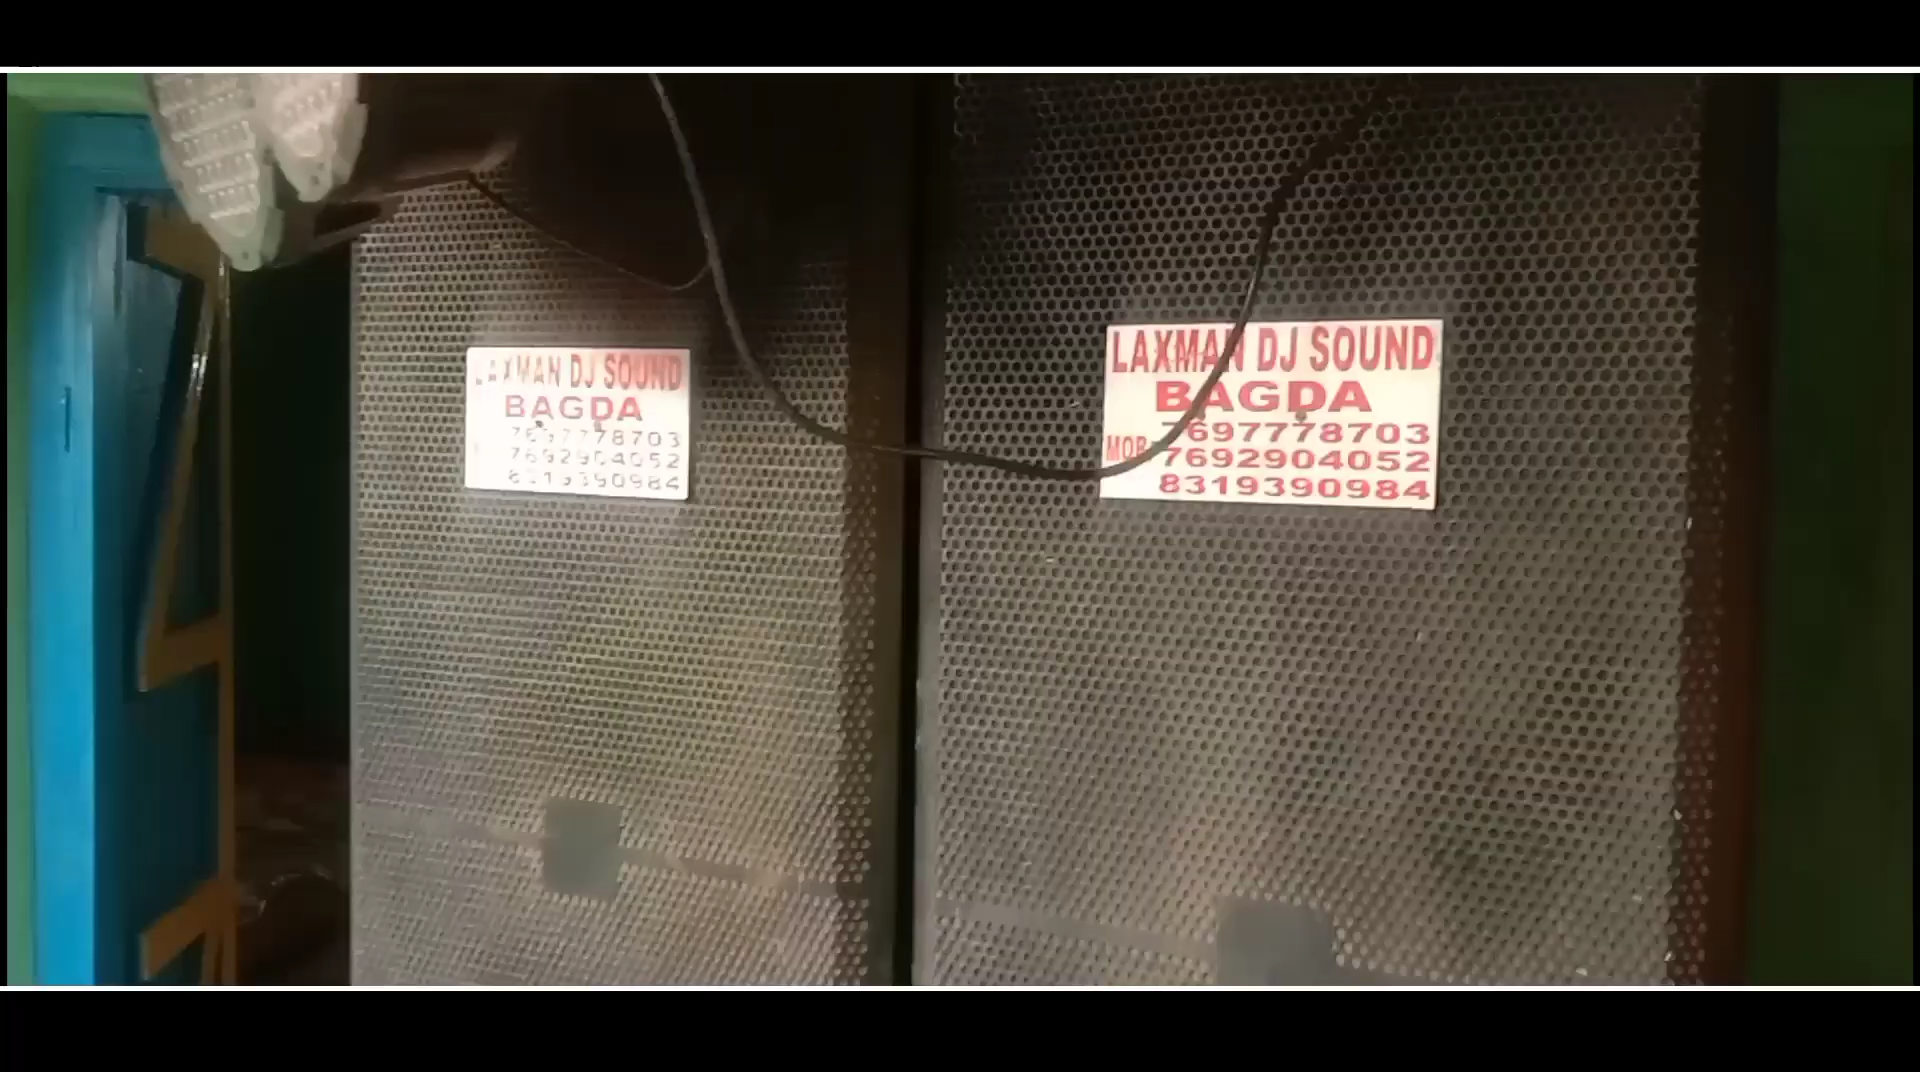 LAXMAN DJ SOUND
BAGDA
7697778703
7692904052
8319390984
LAXMAN DJ SOUND
BAGDA
MOB 7697778703
7692904052
8319390984